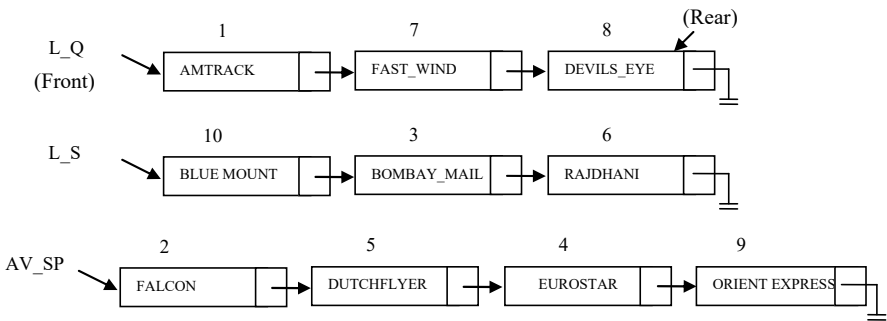 1 7 8 (Rear)
L_Q
(Front)
AMTRACK FAST_WIND DEVILS_EYE
10 3 6
L_S
BLUE MOUNT BOMBAY_MAIL RAJDHANI
2 5 4 9
AV_SP
FALCON DUTCHFLYER EUROSTAR ORIENT EXPRESS